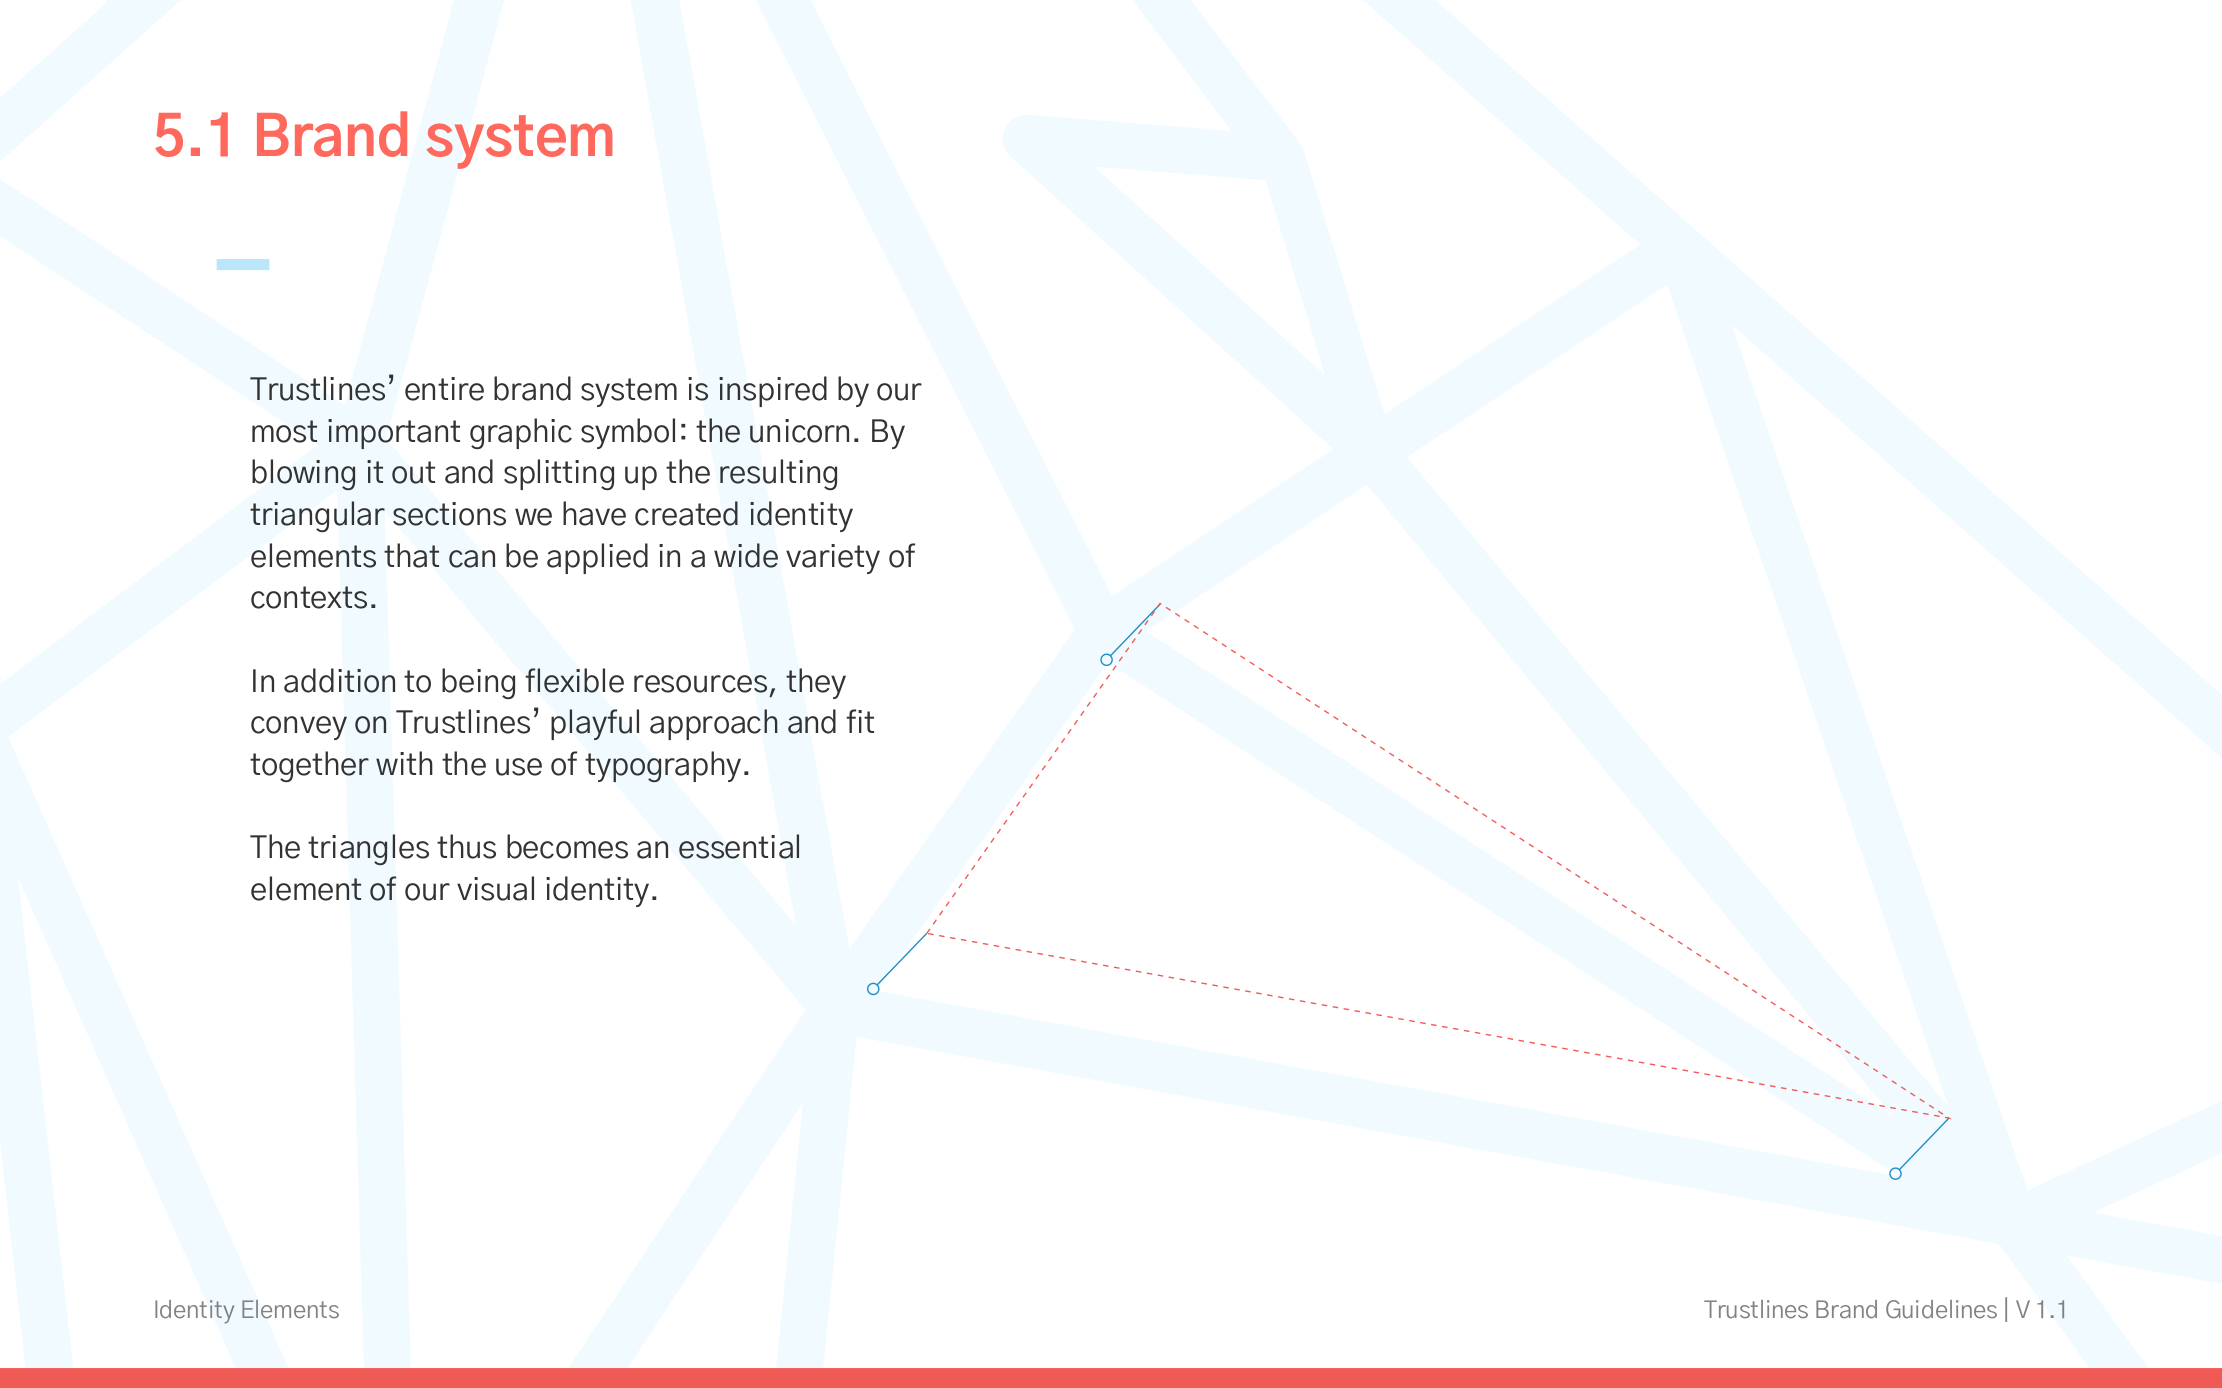 5.1 Brand system
Trustlines’ entire brand system is inspired by our
most important graphic symbol: the unicorn. By
blowing it out and splitting up the resulting
triangular sections we have created identity
elements that can be applied in a wide variety of
contexts.
In addition to being flexible resources, they
convey on Trustlines’ playful approach and fit
together with the use of typography.
The triangles thus becomes an essential
element of our visual identity.
Identity Elements
Trustlines Brand Guidelines | V 1.1